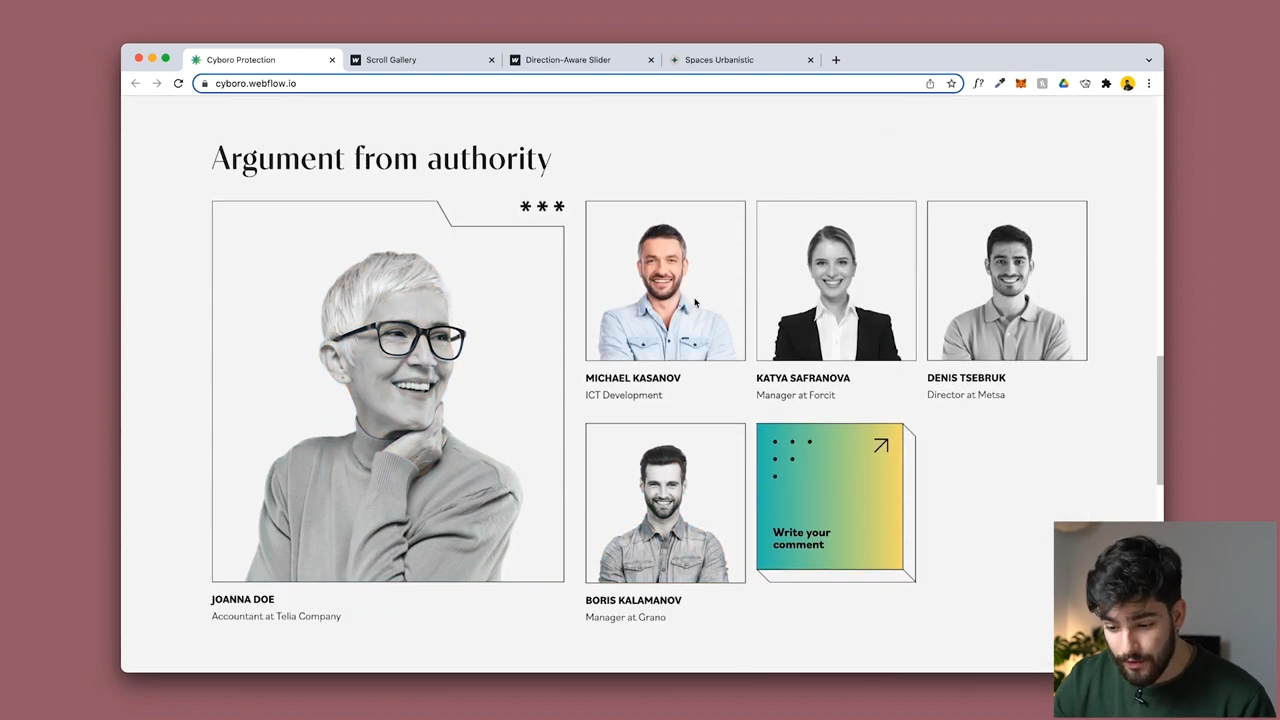 Cyboro Protection
Scroll Gallery
Direction-Aware Slider
Spaces Urbanistic
cyboro.webflow.io
Argument from authority
***
MICHAEL KASANOV
ICT Development
KATYA SAFRANOVA
Manager at Forcit
DENIS TSEBRUK
Director at Metsa
Write your
comment
JOANNA DOE
Accountant at Telia Company
BORIS KALAMANOV
Manager at Grano